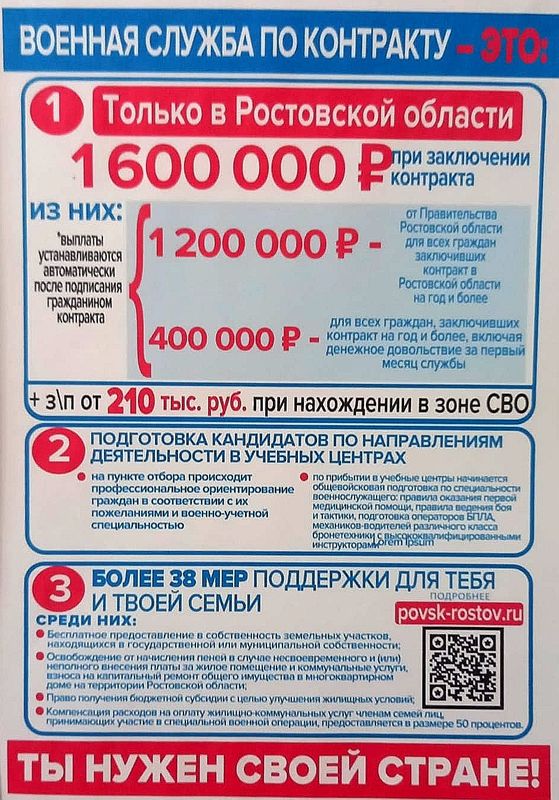 ВОЕННАЯ СЛУЖБА ПО КОНТРАКТУ – ЭТО:
1 Только в Ростовской области
1 600 000 ₽ при заключении
контракта
ИЗ НИХ:
*выплаты
устанавливаются
автоматически
после подписания
гражданином
контракта
1 200 000 ₽ -
от Правительства
Ростовской области
для всех граждан
заключивших
контракт в
Ростовской области
на год и более
400 000 ₽ -
для всех граждан, заключивших
контракт на год и более, включая
денежное довольствие за первый
месяц службы
+ з\п от 210 тыс. руб. при нахождении в зоне СВО
2 ПОДГОТОВКА КАНДИДАТОВ ПО НАПРАВЛЕНИЯМ
ДЕЯТЕЛЬНОСТИ В УЧЕБНЫХ ЦЕНТРАХ
• на пункте отбора происходит
профессиональное ориентирование
граждан в соответствии с их
пожеланиями и военно-учетной
специальностью
• по прибытии в учебные центры начинается
общевойсковая подготовка по специальности
военнослужащего: правила оказания первой
медицинской помощи, правила ведения боя
и тактики, подготовка операторов БПЛА,
механиков-водителей различного класса
бронетехники с высококвалифицированными
инструкторами
Lorem Ipsum
3 БОЛЕЕ 38 МЕР ПОДДЕРЖКИ ДЛЯ ТЕБЯ
И ТВОЕЙ СЕМЬИ
ПОДРОБНЕЕ
povsk-rostov.ru
СРЕДИ НИХ:
• Бесплатное предоставление в собственность земельных участков,
находящихся в государственной или муниципальной собственности;
• Освобождение от начисления пеней в случае несвоевременного и (или)
неполного внесения платы за жилое помещение и коммунальные услуги,
взноса на капитальный ремонт общего имущества в многоквартирном
доме на территории Ростовской области;
• Право получения бюджетной субсидии с целью улучшения жилищных условий;
• Компенсация расходов на оплату жилищно-коммунальных услуг членам семей лиц,
принимающих участие в специальной военной операции, предоставляется в размере 50 процентов.
ТЫ НУЖЕН СВОЕЙ СТРАНЕ!